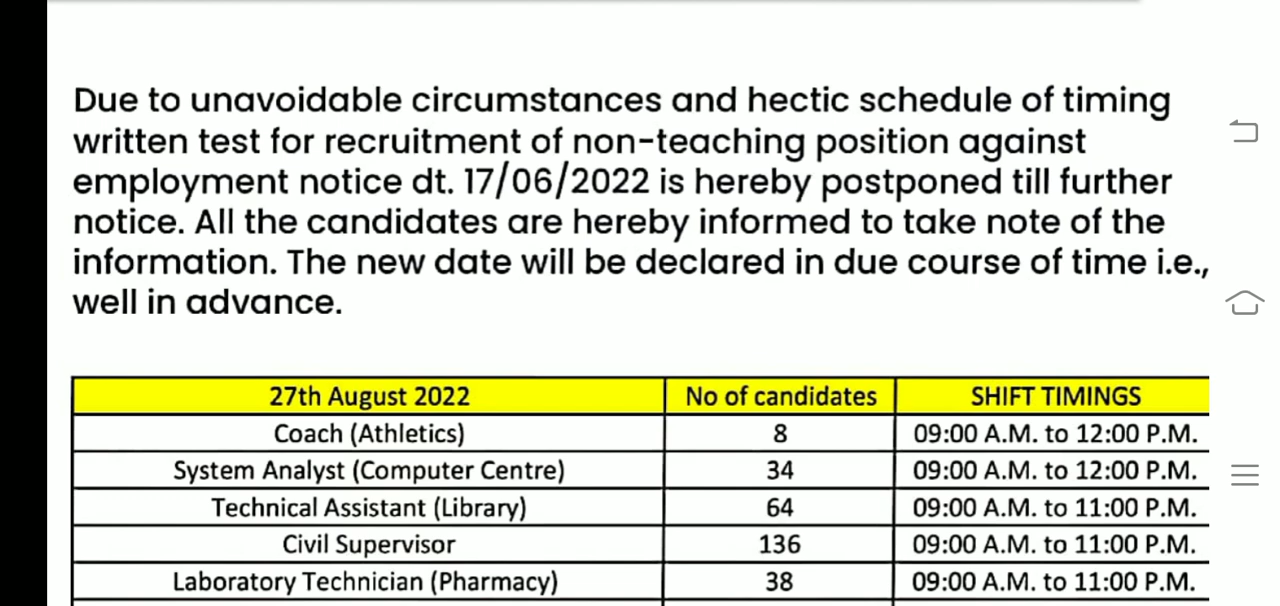 Due to unavoidable circumstances and hectic schedule of timing
written test for recruitment of non-teaching position against
employment notice dt. 17/06/2022 is hereby postponed till further
notice. All the candidates are hereby informed to take note of the
information. The new date will be declared in due course of time i.e.,
well in advance.
27th August 2022 No of candidates SHIFT TIMINGS
Coach (Athletics) 8 09:00 A.M. to 12:00 P.M.
System Analyst (Computer Centre) 34 09:00 A.M. to 12:00 P.M.
Technical Assistant (Library) 64 09:00 A.M. to 11:00 P.M.
Civil Supervisor 136 09:00 A.M. to 11:00 P.M.
Laboratory Technician (Pharmacy) 38 09:00 A.M. to 11:00 P.M.